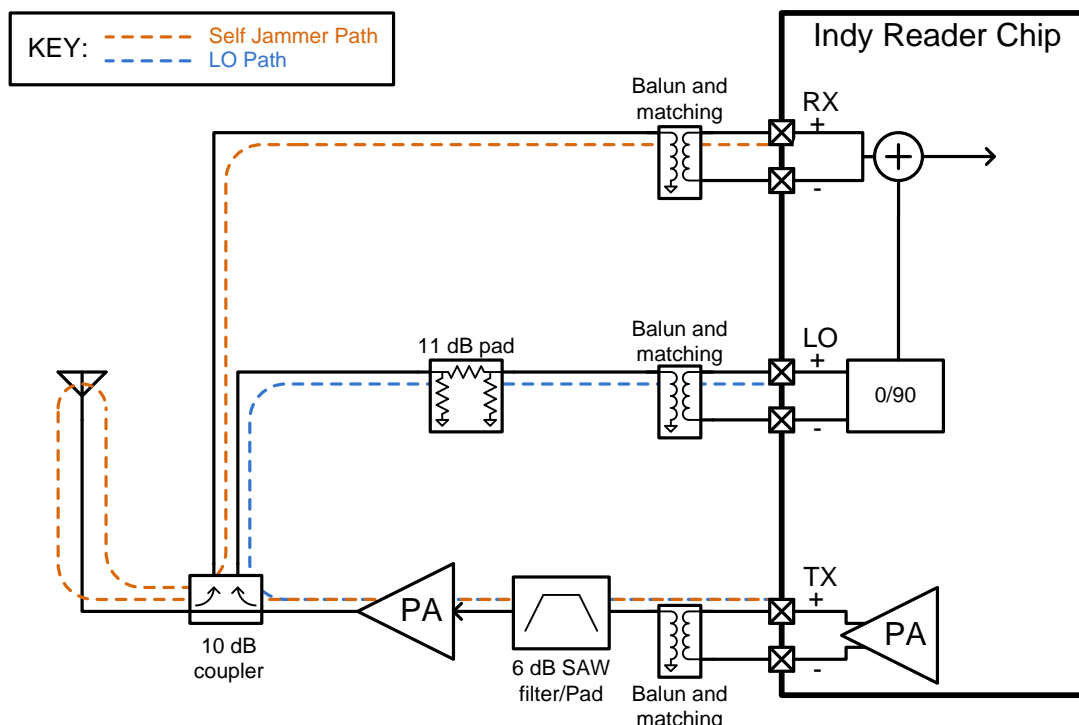 KEY:
Self Jammer Path
LO Path
Indy Reader Chip
Balun and
matching
RX
+
-
11 dB pad
Balun and
matching
LO
+
-
0/90
TX
+
-
PA
PA
10 dB
coupler
6 dB SAW
filter/Pad
Balun and
matching